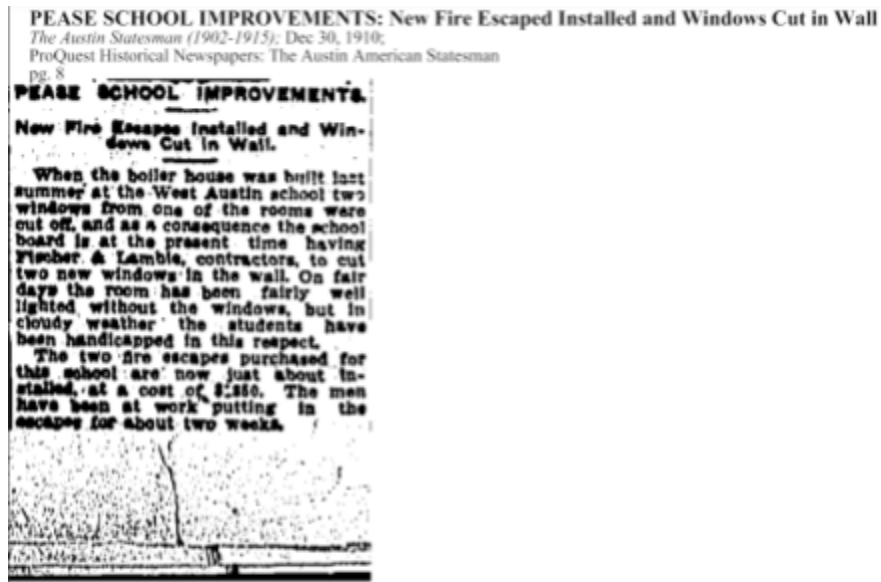 PEASE SCHOOL IMPROVEMENTS: New Fire Escaped Installed and Windows Cut in Wall
The Austin Statesman (1902-1915); Dec 30, 1910;
ProQuest Historical Newspapers: The Austin American Statesman
pg. 8
PEASE SCHOOL IMPROVEMENTS.
New Fire Escapes Installed and Win-
dows Cut in Wall.
When the boiler house was built last
summer at the West Austin school two
windows from one of the rooms were
cut off, and as a consequence the school
board is at the present time having
Fischer & Lambie, contractors, to cut
two new windows in the wall. On fair
days the room has been fairly well
lighted without the windows, but in
cloudy weather the students have
been handicapped in this respect.
The two fire escapes purchased for
this school are now just about in-
stalled, at a cost of The men
have been at work putting in the
escapes for about two weeks.